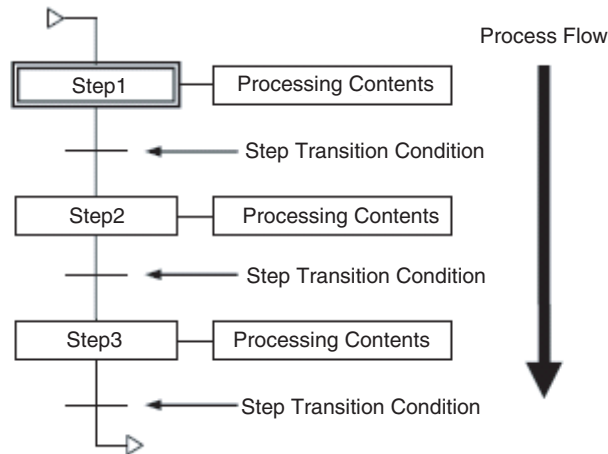 Process Flow
Step1
Processing Contents
Step Transition Condition
Step2
Processing Contents
Step Transition Condition
Step3
Processing Contents
Step Transition Condition